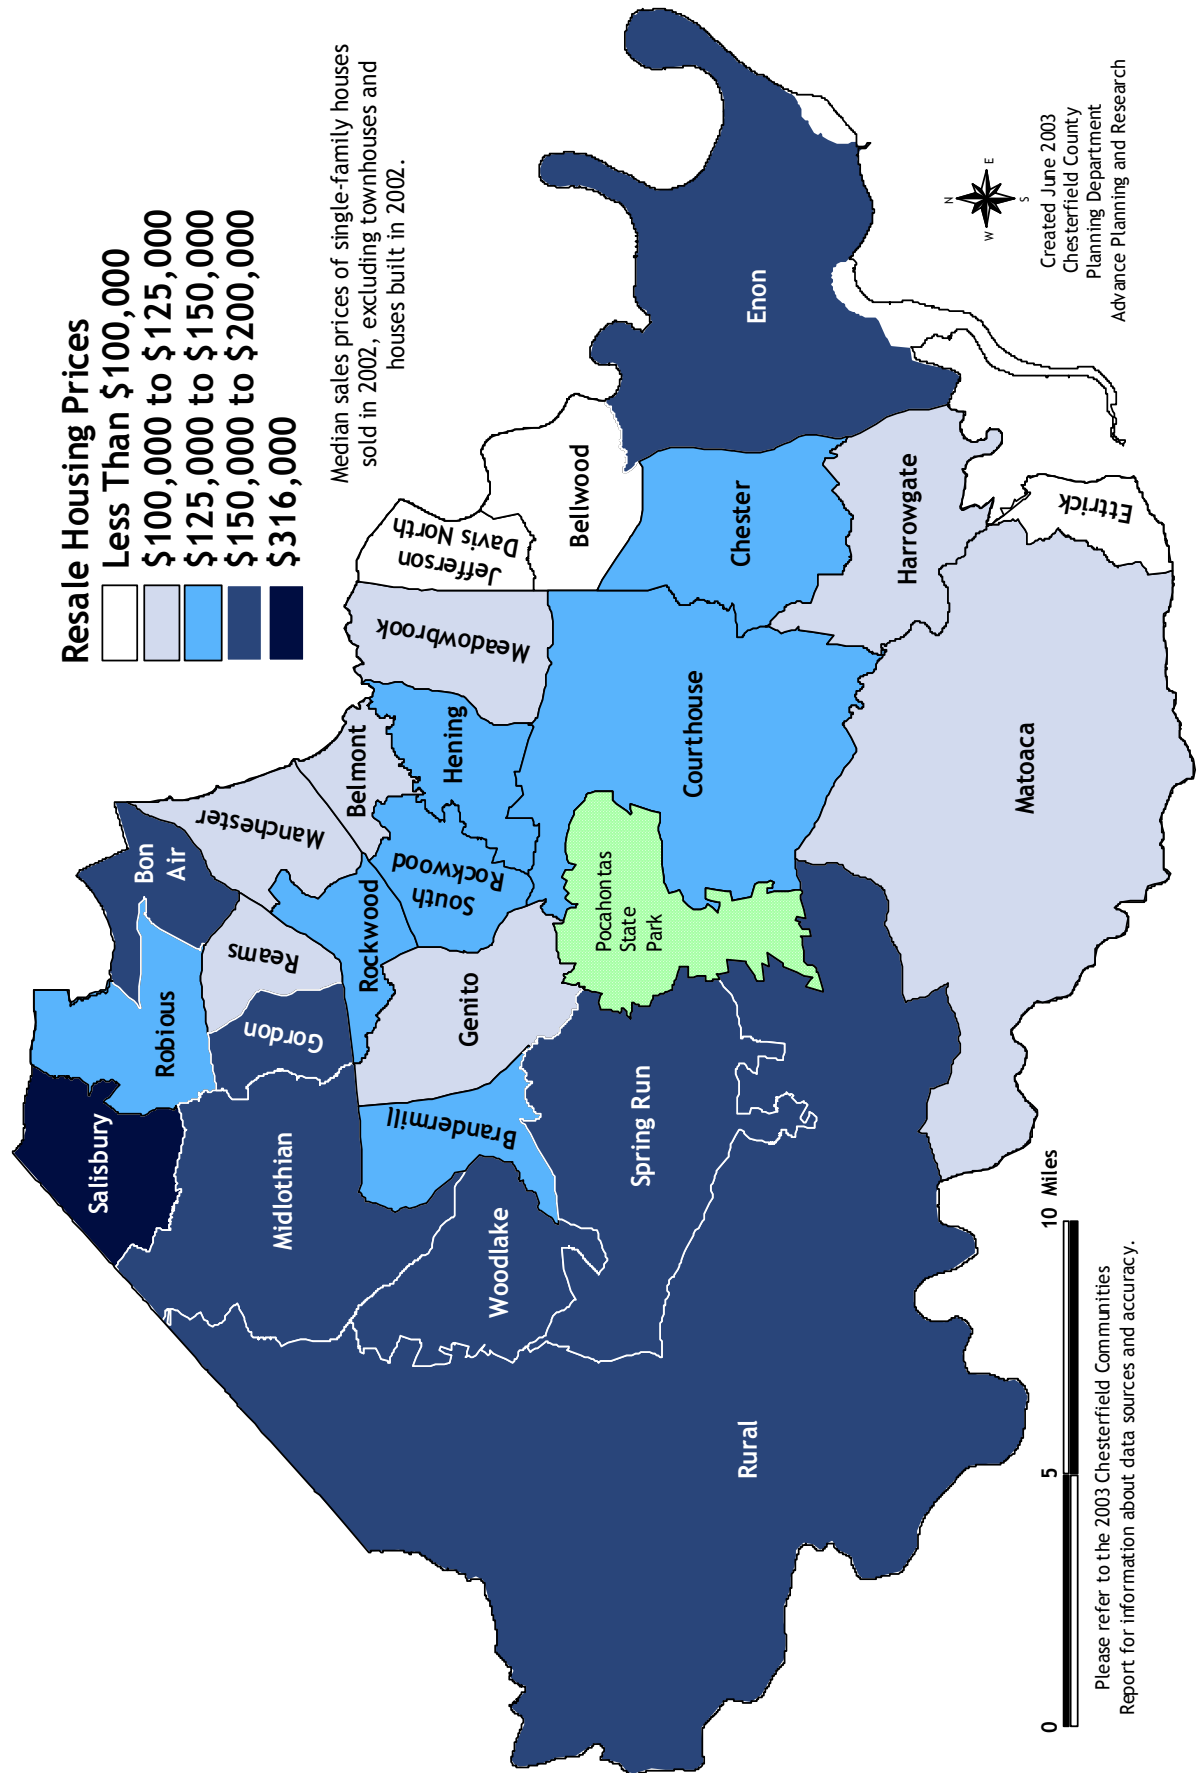 Resale Housing Prices
Less Than $100,000
$100,000 to $125,000
$125,000 to $150,000
$150,000 to $200,000
$316,000
Median sales prices of single-family houses
sold in 2002, excluding townhouses and
houses built in 2002.
Salisbury
Robious
Bon
Air
Manchester
Reams
Gordon
Midlothian
Belmont
Rockwood
South
Rockwood
Hening
Meadowbrook
Jefferson
Davis North
Bellwood
Brandermill
Genito
Woodlake
Spring Run
Pocahontas
State
Park
Courthouse
Chester
Enon
Harrowgate
Ettrick
Matoaca
Rural
N
W
E
S
Created June 2003
Chesterfield County
Planning Department
Advance Planning and Research
0
5
10 Miles
Please refer to the 2003 Chesterfield Communities
Report for information about data sources and accuracy.